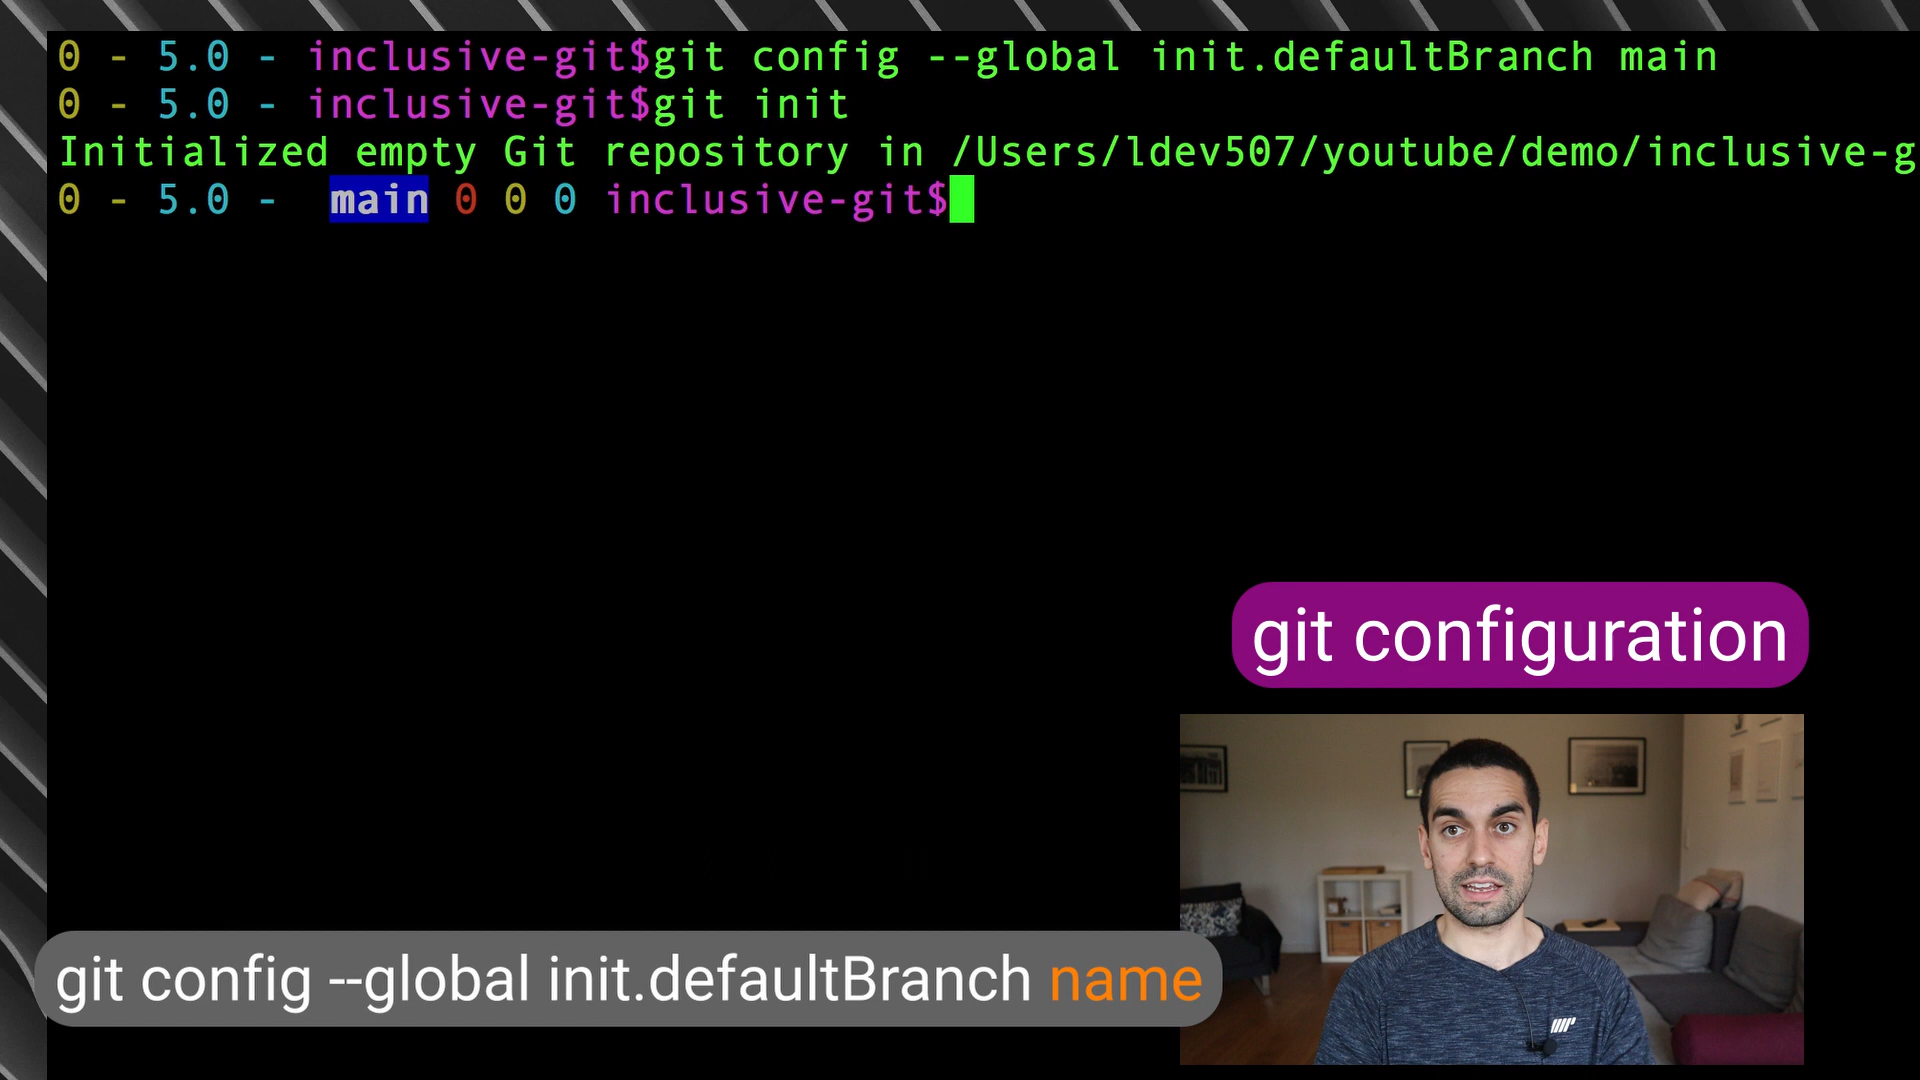 0 - 5.0 - inclusive-git$git config --global init.defaultBranch main
0 - 5.0 - inclusive-git$git init
Initialized empty Git repository in /Users/ldev507/youtube/demo/inclusive-g
0 - 5.0 - main 0 0 0 inclusive-git$
git configuration
git config --global init.defaultBranch name